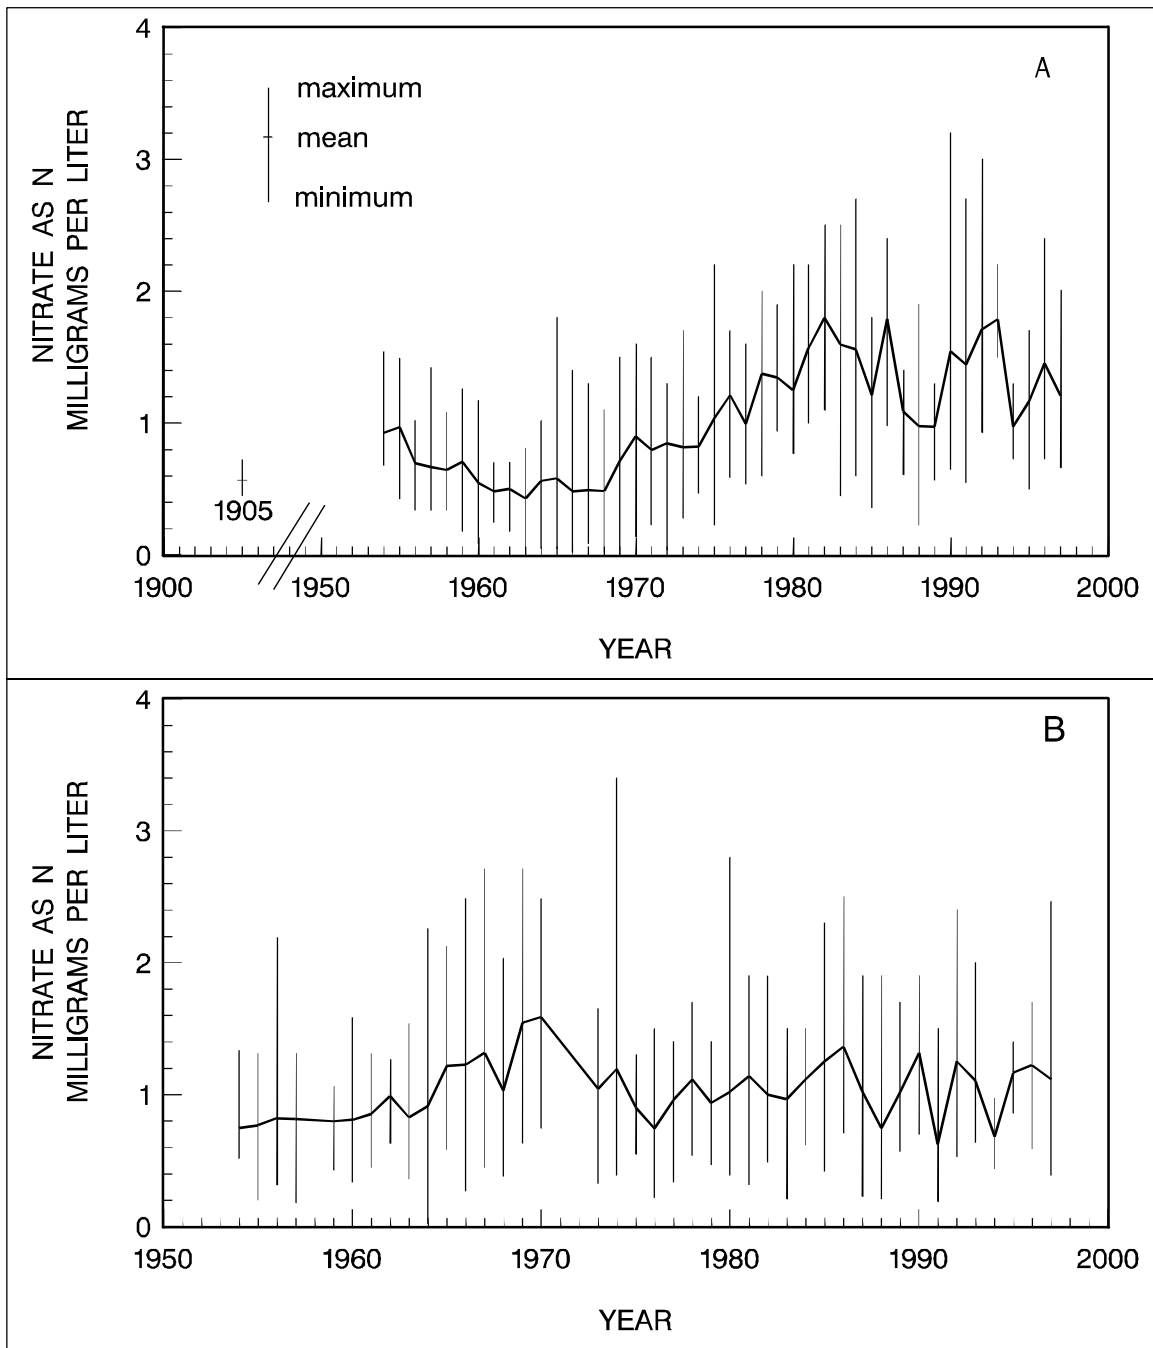 4
A
maximum
mean
minimum
3
2
1
0
NITRATE AS N
MILLIGRAMS PER LITER
1905
1900 1950 1960 1970 1980 1990 2000
YEAR
4
B
3
2
1
0
NITRATE AS N
MILLIGRAMS PER LITER
1950 1960 1970 1980 1990 2000
YEAR